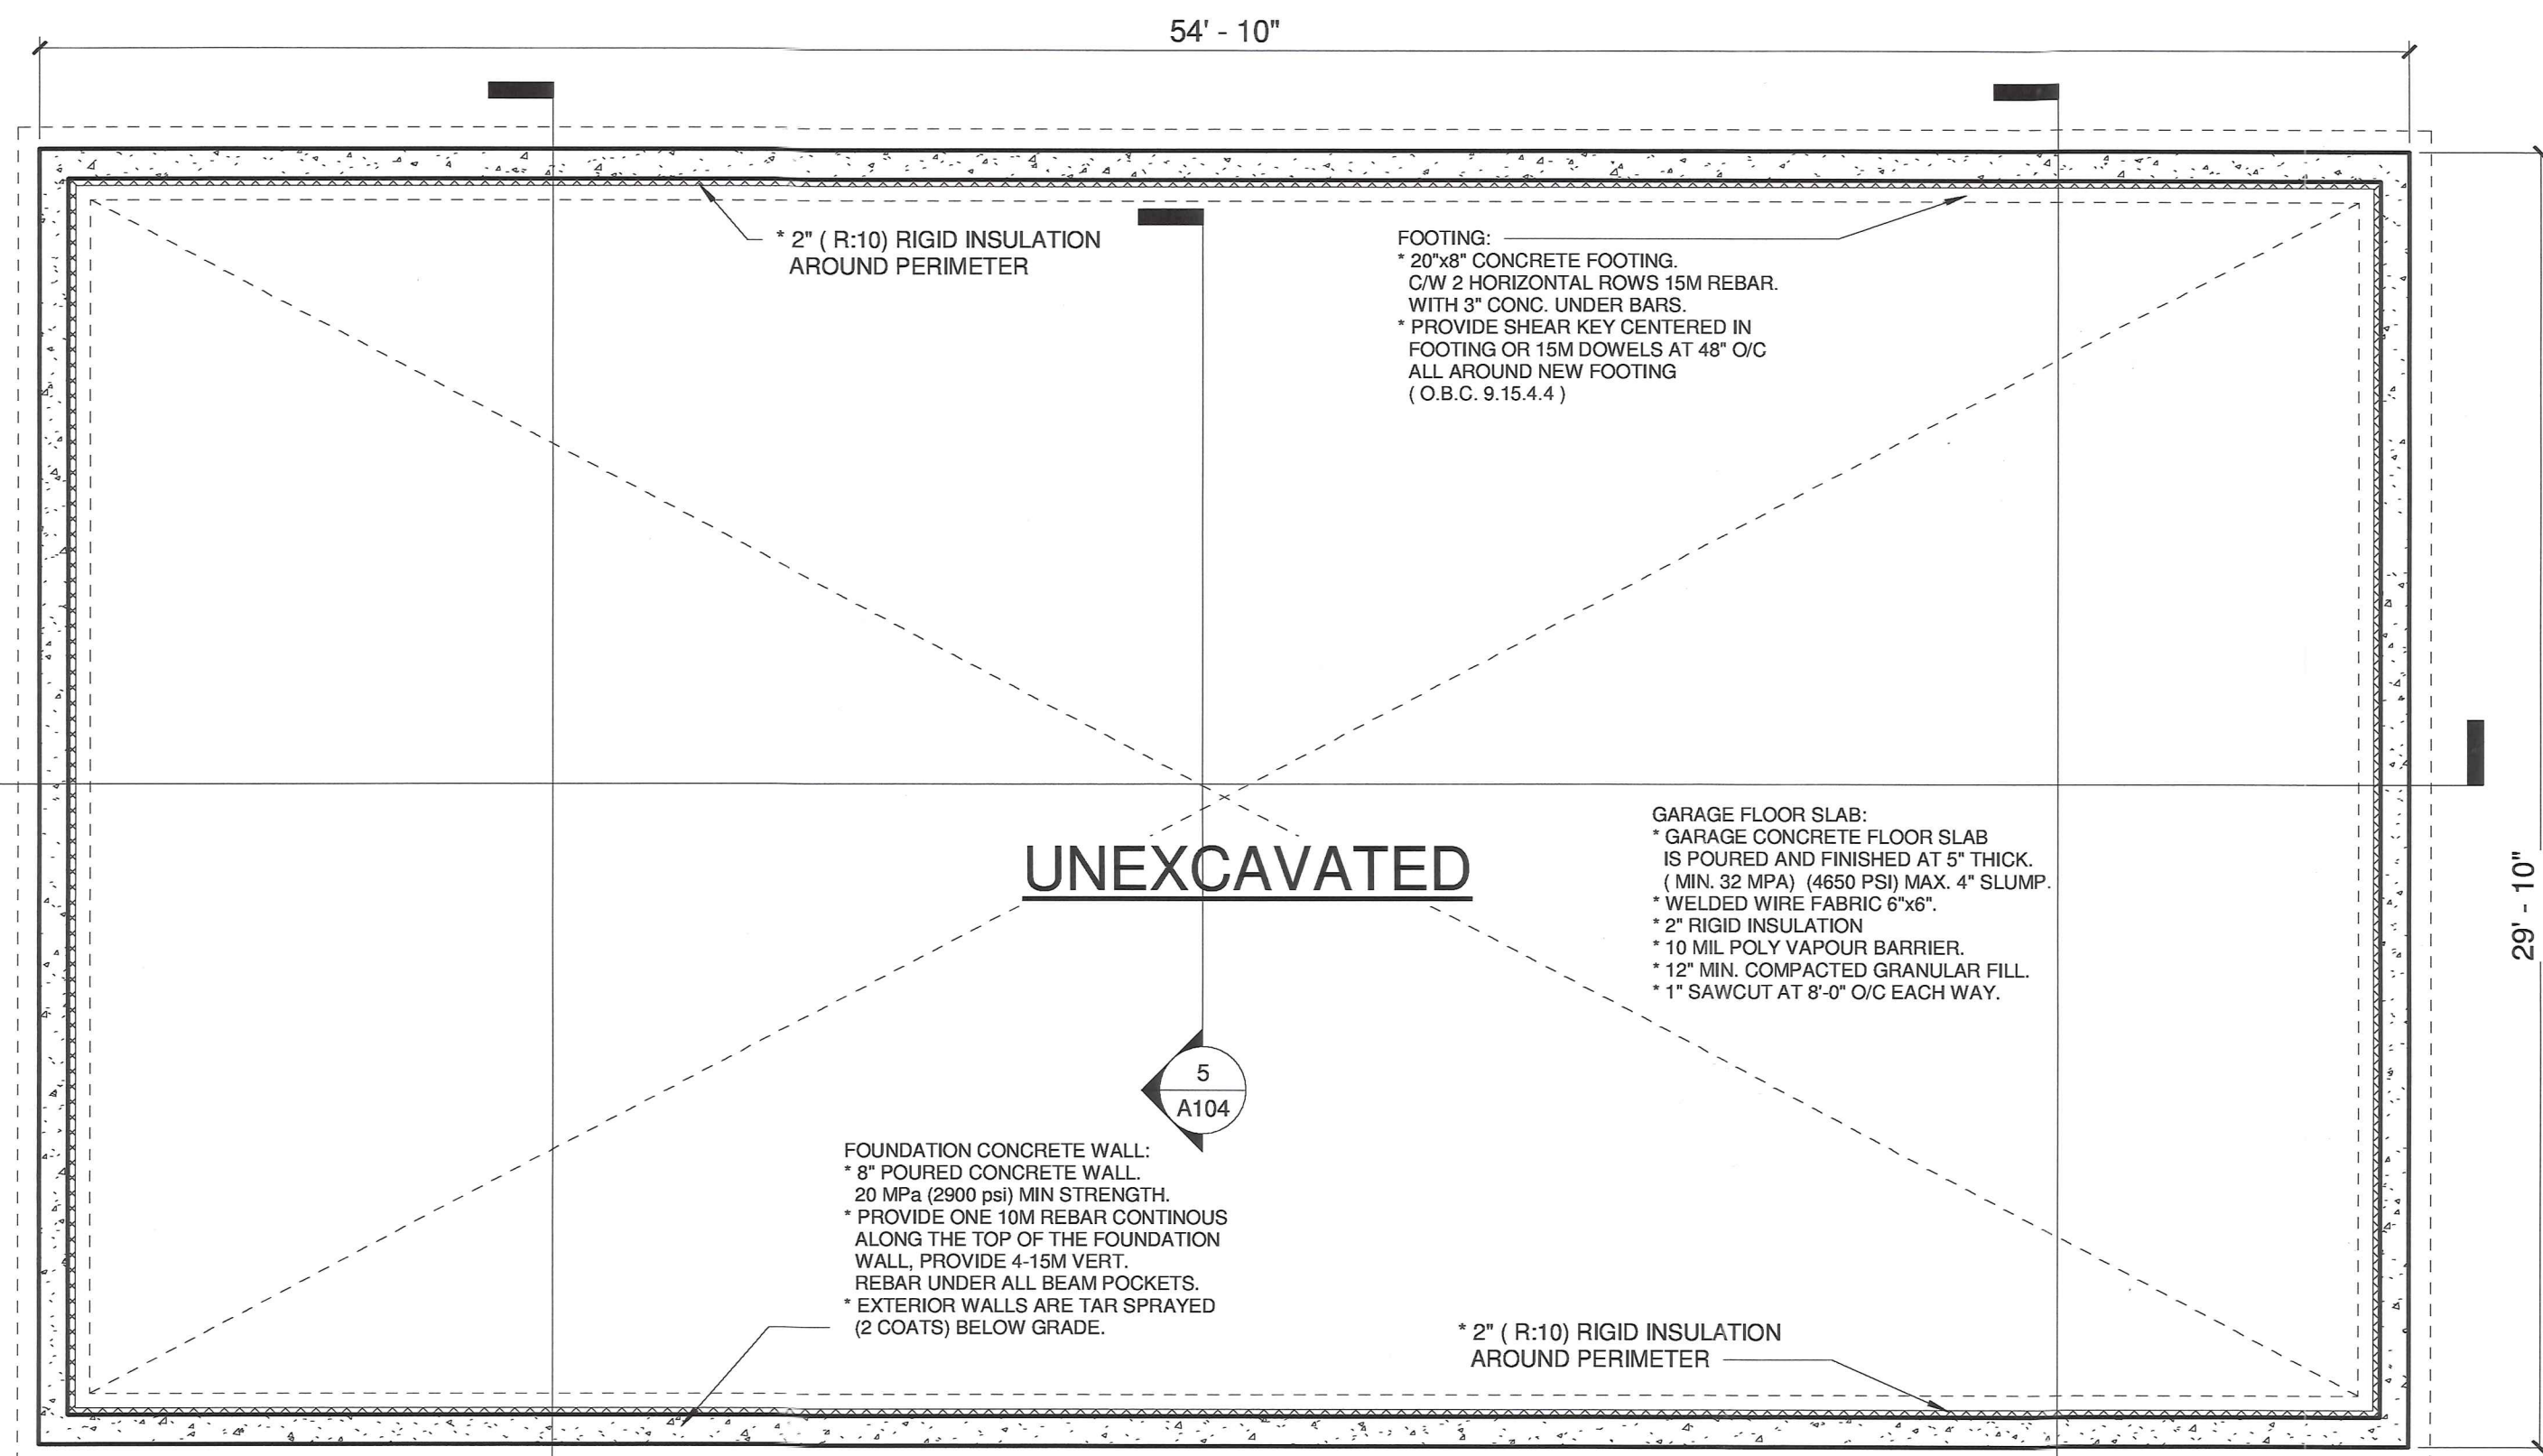 54' - 10"
* 2" ( R:10) RIGID INSULATION
AROUND PERIMETER
FOOTING:
* 20"x8" CONCRETE FOOTING.
C/W 2 HORIZONTAL ROWS 15M REBAR.
WITH 3" CONC. UNDER BARS.
* PROVIDE SHEAR KEY CENTERED IN
FOOTING OR 15M DOWELS AT 48" O/C
ALL AROUND NEW FOOTING
( O.B.C. 9.15.4.4 )
UNEXCAVATED
GARAGE FLOOR SLAB:
* GARAGE CONCRETE FLOOR SLAB
IS POURED AND FINISHED AT 5" THICK.
( MIN. 32 MPA) (4650 PSI) MAX. 4" SLUMP.
* WELDED WIRE FABRIC 6"x6".
* 2" RIGID INSULATION
* 10 MIL POLY VAPOUR BARRIER.
* 12" MIN. COMPACTED GRANULAR FILL.
* 1" SAWCUT AT 8'-0" O/C EACH WAY.
29' - 10"
5
A104
FOUNDATION CONCRETE WALL:
* 8" POURED CONCRETE WALL.
20 MPa (2900 psi) MIN STRENGTH.
* PROVIDE ONE 10M REBAR CONTINOUS
ALONG THE TOP OF THE FOUNDATION
WALL, PROVIDE 4-15M VERT.
REBAR UNDER ALL BEAM POCKETS.
* EXTERIOR WALLS ARE TAR SPRAYED
(2 COATS) BELOW GRADE.
* 2" ( R:10) RIGID INSULATION
AROUND PERIMETER